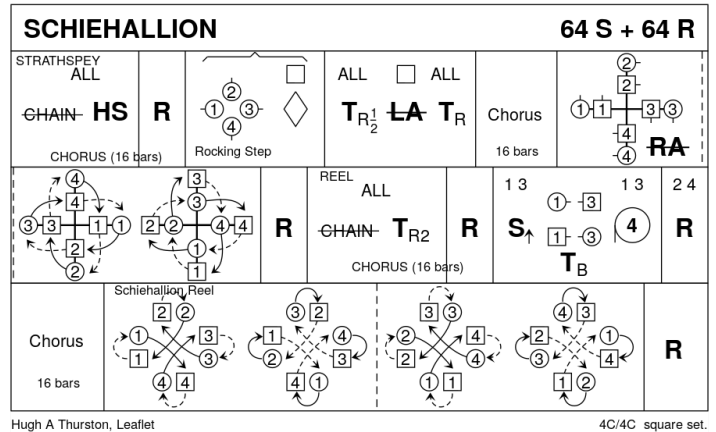 SCHIEHALLION 64 S + 64 R
STRATHSPEY
ALL
CHAIN HS
CHORUS (16 bars)
R
2
1 3
4
Rocking Step
ALL ALL
TR½ LA TR
Chorus
16 bars
2
2
1 1 3 3
4
4
RA
4
4
3 3 1 1
2
2
3
3
2 2 4 4
1
1
R
REEL
ALL
CHAIN TR2
CHORUS (16 bars)
R
1 3 1 3
1 3
S 4
1 3
TB
2 4
R
Chorus
16 bars
Schiehallion Reel
2 2
1 3
1 3
4 4
3 2
1 4
2 3
4 1
3 3
2 4
2 4
1 1
4 3
2 1
3 4
1 2
R
Hugh A Thurston, Leaflet 4C/4C square set.